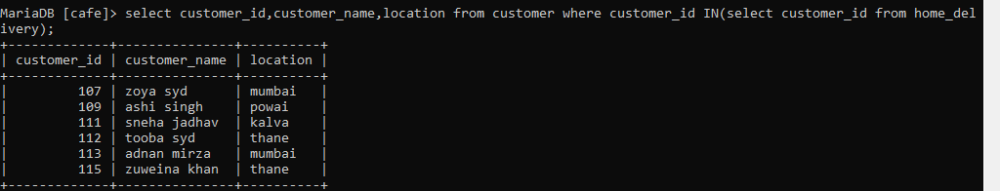 MariaDB [cafe]> select customer_id,customer_name,location from customer where customer_id IN(select customer_id from home_del
ivery);
+-------------+---------------+----------+
| customer_id | customer_name | location |
+-------------+---------------+----------+
|         107 | zoya syd      | mumbai   |
|         109 | ashi singh    | powai    |
|         111 | sneha jadhav  | kalva    |
|         112 | tooba syd     | thane    |
|         113 | adnan mirza   | mumbai   |
|         115 | zuweina khan  | thane    |
+-------------+---------------+----------+